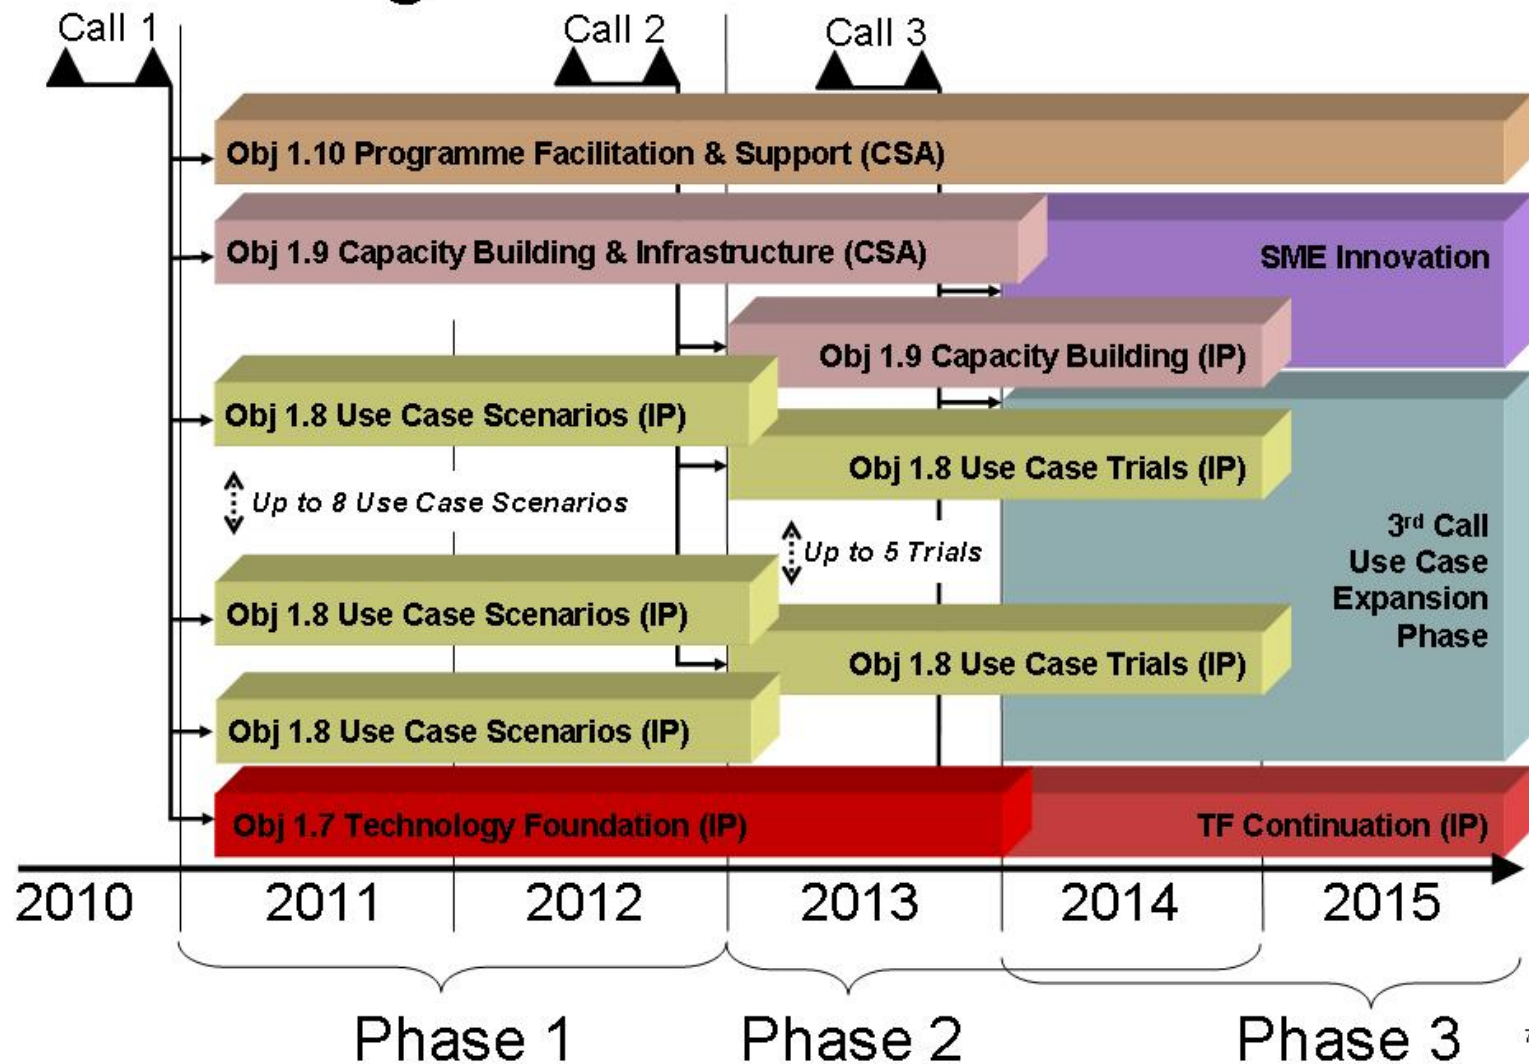 Call 1
Call 2
Call 3
Obj 1.10 Programme Facilitation & Support (CSA)
Obj 1.9 Capacity Building & Infrastructure (CSA)
SME Innovation
Obj 1.9 Capacity Building (IP)
Obj 1.8 Use Case Scenarios (IP)
Obj 1.8 Use Case Trials (IP)
Up to 8 Use Case Scenarios
3rd Call
Use Case
Expansion
Phase
Up to 5 Trials
Obj 1.8 Use Case Scenarios (IP)
Obj 1.8 Use Case Trials (IP)
Obj 1.8 Use Case Scenarios (IP)
Obj 1.7 Technology Foundation (IP)
TF Continuation (IP)
2010 2011 2012 2013 2014 2015
Phase 1 Phase 2 Phase 3